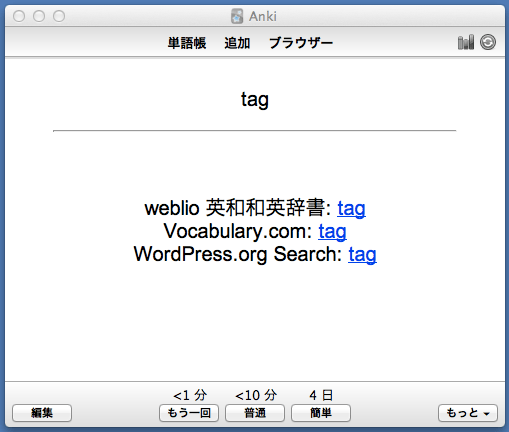 Anki
単語帳 追加 ブラウザー
tag
weblio 英和和英辞書: tag
Vocabulary.com: tag
WordPress.org Search: tag
<1 分 <10 分 4 日
編集 もう一回 普通 簡単 もっと